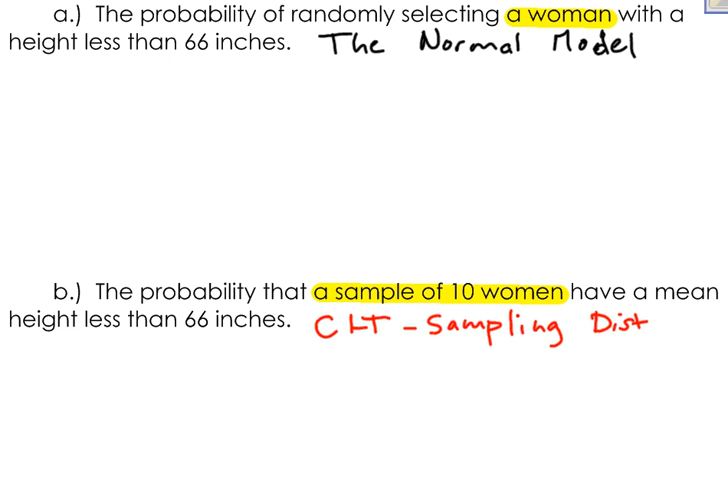 a.) The probability of randomly selecting a woman with a
height less than 66 inches. The Normal Model
b.) The probability that a sample of 10 women have a mean
height less than 66 inches. CLT - Sampling Dist